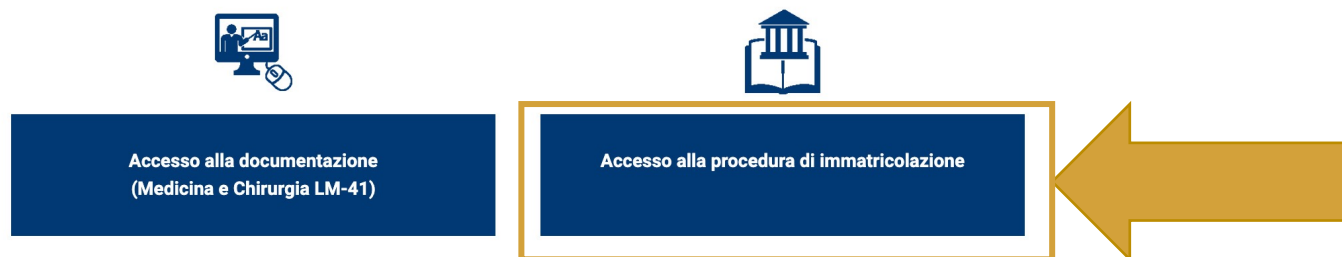 Aa
Accesso alla documentazione
(Medicina e Chirurgia LM-41)
Accesso alla procedura di immatricolazione